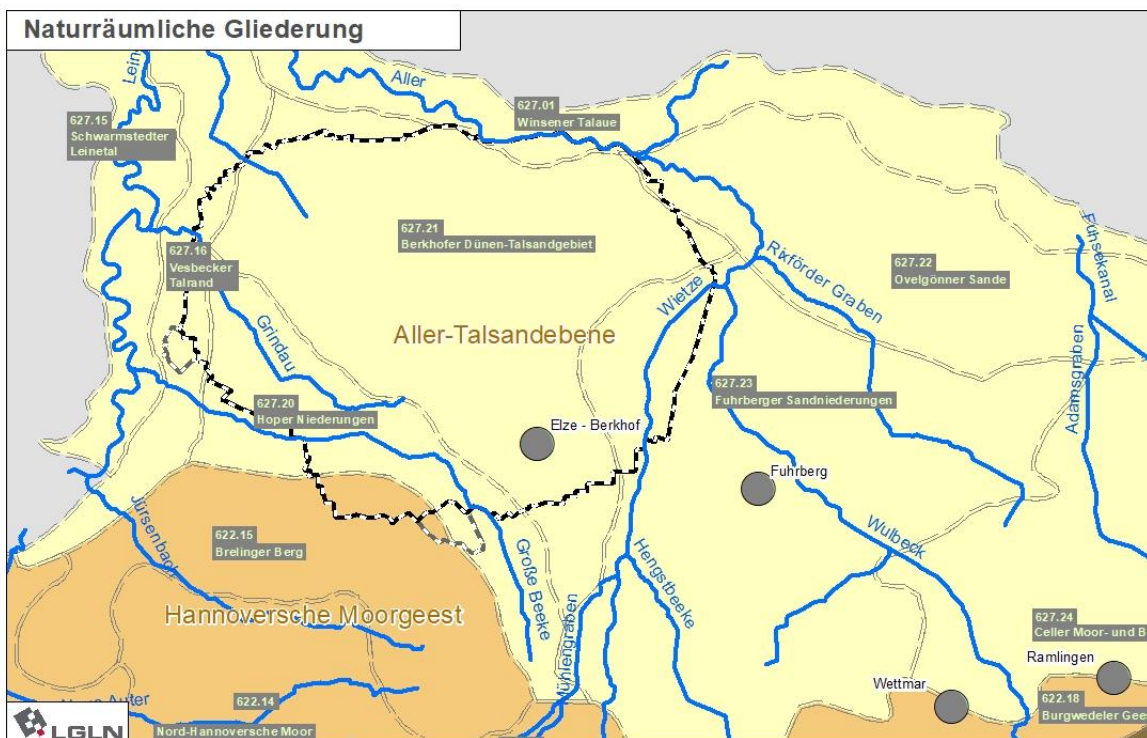 Naturräumliche Gliederung
Aller
627.01
Winsener Talaue
627.15
Schwarmstedter
Leinetal
627.21
Berkhofer Dünen-Talsandgebiet
Fuhsekanal
627.16
Vesbecker
Talrand
Rixförder Graben
627.22
Ovelgönner Sande
Wietze
Grindau
Aller-Talsandebene
Adamsgraben
627.23
Fuhrberger Sandniederungen
627.20
Hoper Niederungen
Elze - Berkhof
Fuhrberg
Jürsenbach
622.15
Brelinger Berg
Wulbeck
Große Beeke
Hengstbeeke
Hannoversche Moorgeest
Mühlengraben
627.24
Celler Moor- und B
Ramlingen
Wettmar
622.14
Nord-Hannoversche Moor
622.18
Burgwedeler Gee
LGLN